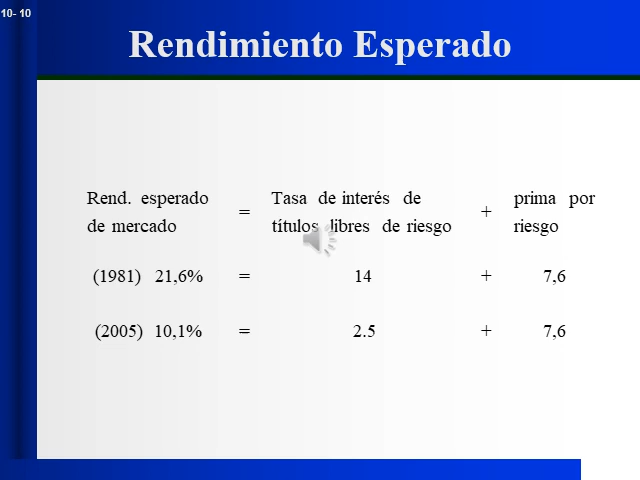 10- 10
Rendimiento Esperado
Rend. esperado de mercado = Tasa de interés de títulos libres de riesgo + prima por riesgo
(1981) 21,6% = 14 + 7,6
(2005) 10,1% = 2.5 + 7,6